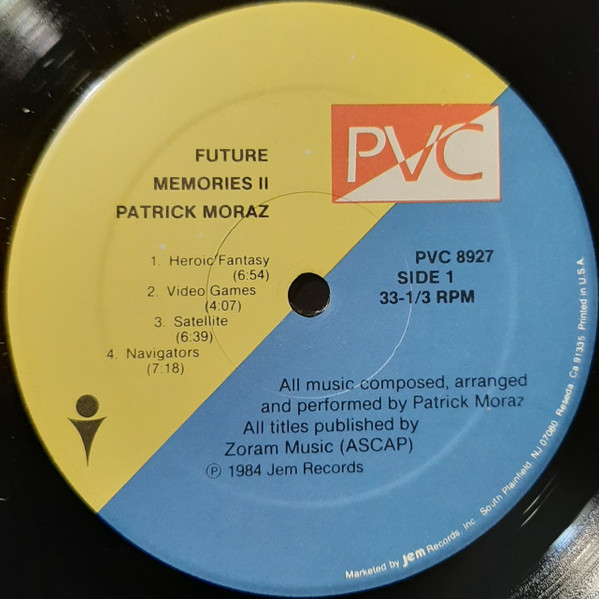 FUTURE
MEMORIES II
PATRICK MORAZ
1. Heroic Fantasy
(6:54)
2. Video Games
(4:07)
3. Satellite
(6:39)
4. Navigators
(7:18)
PVC
PVC 8927
SIDE 1
33-1/3 RPM
All music composed, arranged
and performed by Patrick Moraz
All titles published by
Zoram Music (ASCAP)
Ⓟ 1984 Jem Records
Marketed by jem Records, Inc. South Plainfield, NJ 07080, Reseda, Ca 91335 Printed in U.S.A.